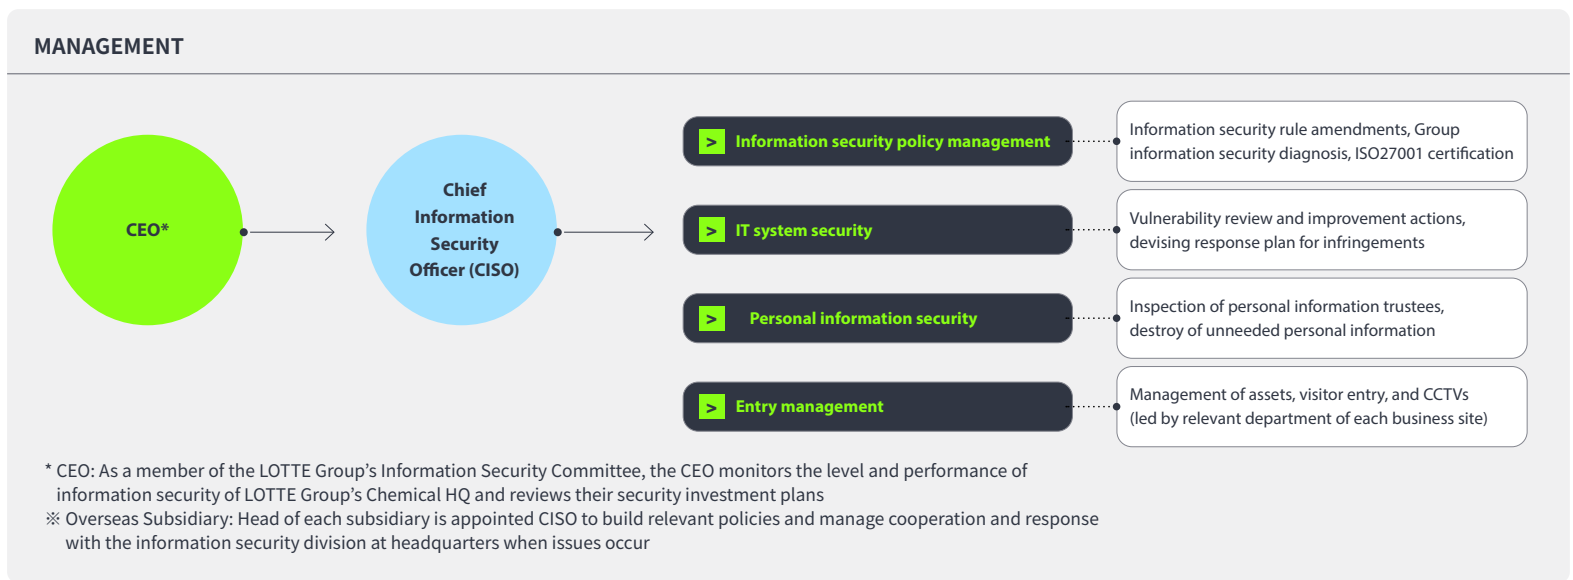 MANAGEMENT
CEO*
Chief
Information
Security
Officer (CISO)
> Information security policy management
Information security rule amendments, Group
information security diagnosis, ISO27001 certification
> IT system security
Vulnerability review and improvement actions,
devising response plan for infringements
> Personal information security
Inspection of personal information trustees,
destroy of unneeded personal information
> Entry management
Management of assets, visitor entry, and CCTVs
(led by relevant department of each business site)
* CEO: As a member of the LOTTE Group's Information Security Committee, the CEO monitors the level and performance of
information security of LOTTE Group's Chemical HQ and reviews their security investment plans
※ Overseas Subsidiary: Head of each subsidiary is appointed CISO to build relevant policies and manage cooperation and response
with the information security division at headquarters when issues occur